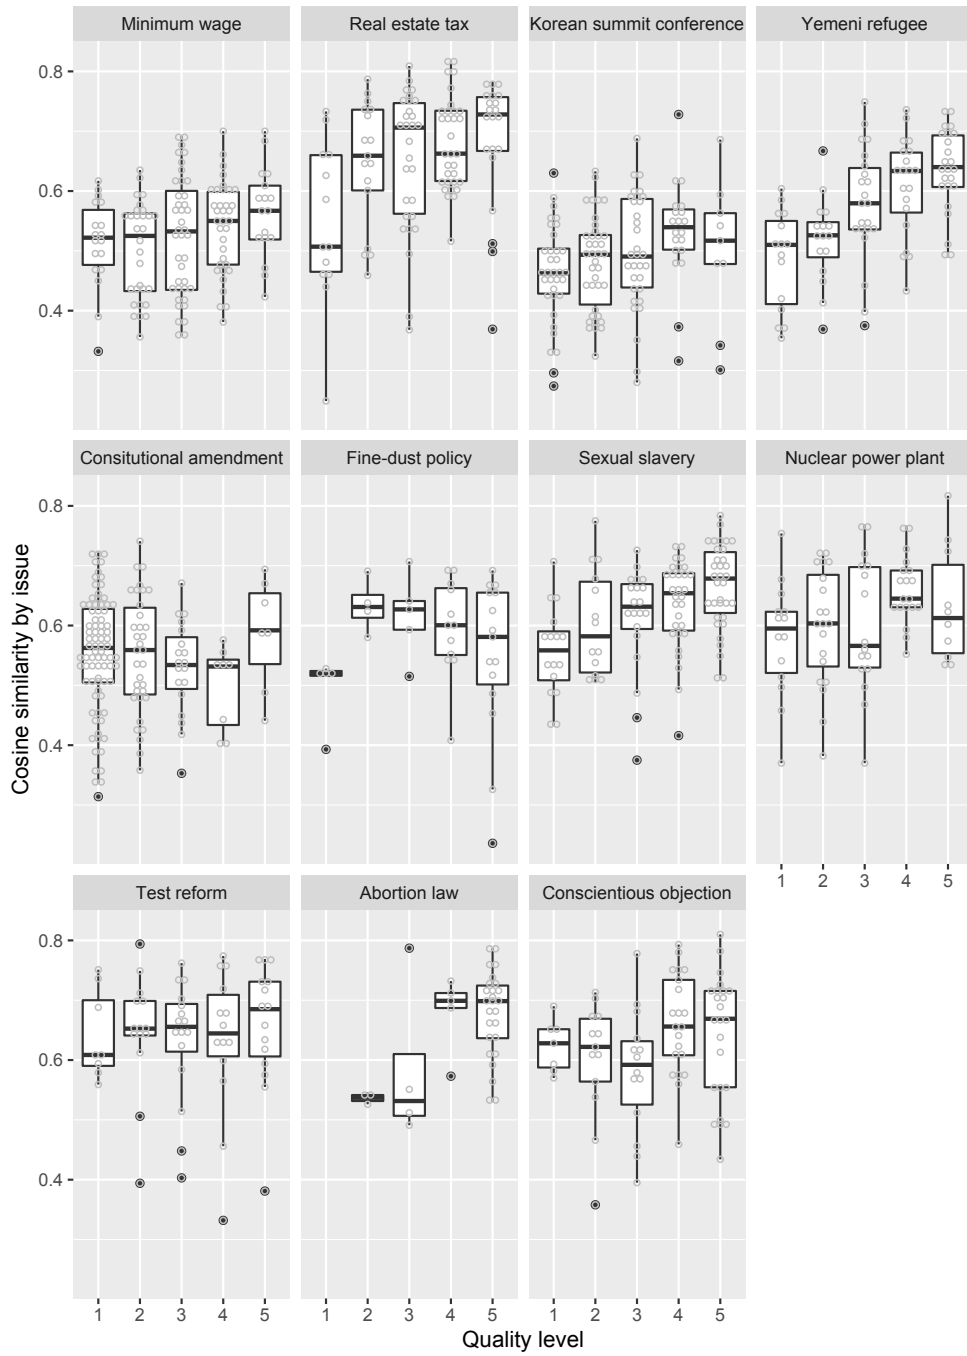 Minimum wage
Real estate tax
Korean summit conference
Yemeni refugee
0.8
0.6
0.4
Consitutional amendment
Fine-dust policy
Sexual slavery
Nuclear power plant
0.8
0.6
0.4
Cosine similarity by issue
1 2 3 4 5
Test reform
Abortion law
Conscientious objection
0.8
0.6
0.4
1 2 3 4 5
1 2 3 4 5
1 2 3 4 5
Quality level